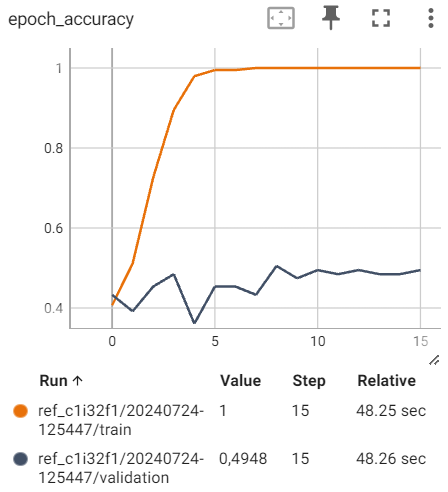 epoch_accuracy
1
0.8
0.6
0.4
0 5 10 15
Run ↑ Value Step Relative
ref_c1i32f1/20240724-
125447/train 1 15 48.25 sec
ref_c1i32f1/20240724-
125447/validation 0,4948 15 48.26 sec